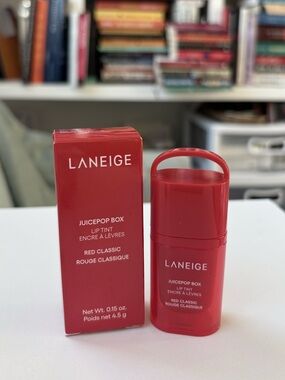 LANEIGE
JUICEPOP BOX
LIP TINT
ENCRE À LÈVRES
RED CLASSIC
ROUGE CLASSIQUE
Net Wt. 0.15 oz.
Poids net 4.5 g
LANEIGE
JUICEPOP BOX
LIP TINT
ENCRE À LÈVRES
RED CLASSIC
ROUGE CLASSIQUE